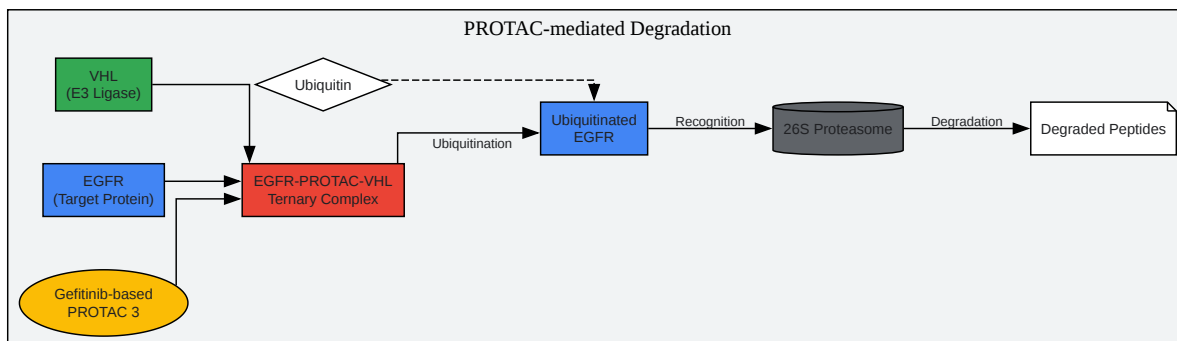 PROTAC-mediated Degradation
VHL
(E3 Ligase)
Ubiquitin
Ubiquitinated
EGFR
Recognition
26S Proteasome
Degradation
Degraded Peptides
Ubiquitination
EGFR
(Target Protein)
EGFR-PROTAC-VHL
Ternary Complex
Gefitinib-based
PROTAC 3